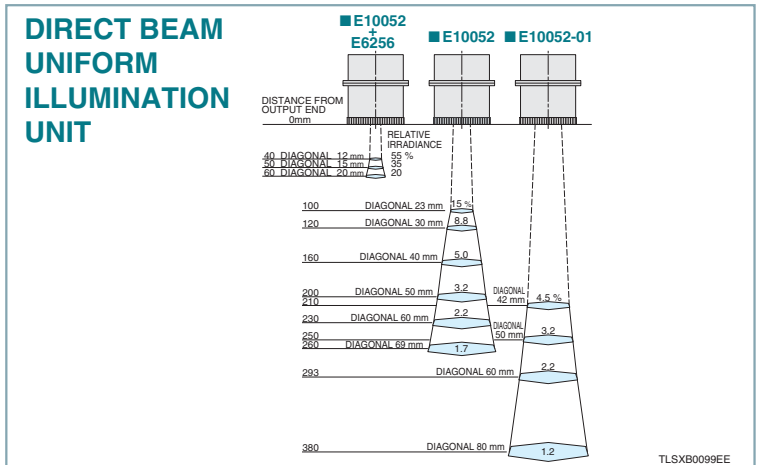 DIRECT BEAM
UNIFORM
ILLUMINATION
UNIT
■ E10052
+
E6256
■ E10052
■ E10052-01
DISTANCE FROM
OUTPUT END
0mm
RELATIVE
IRRADIANCE
40 DIAGONAL 12 mm 55 %
50 DIAGONAL 15 mm 35
60 DIAGONAL 20 mm 20
100 DIAGONAL 23 mm 15 %
120 DIAGONAL 30 mm 8.8
160 DIAGONAL 40 mm 5.0
200 DIAGONAL 50 mm 3.2
210 DIAGONAL 42 mm 4.5 %
230 DIAGONAL 60 mm 2.2
250 DIAGONAL 50 mm 3.2
260 DIAGONAL 69 mm 1.7
293 DIAGONAL 60 mm 2.2
380 DIAGONAL 80 mm 1.2
TLSXB0099EE